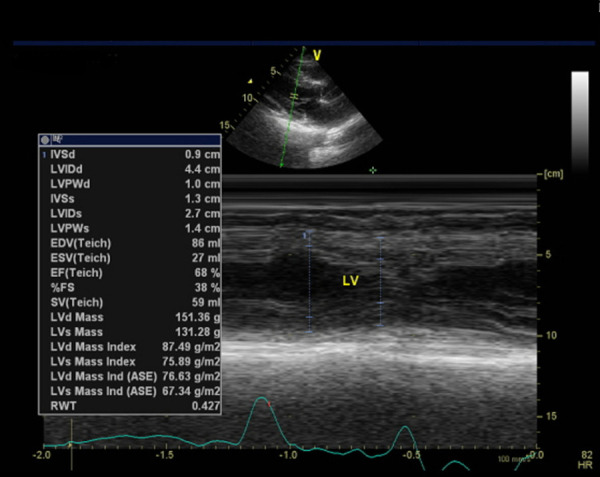 V
5
10
15
1 IVSd 0.9 cm
LVIDd 4.4 cm
LVPWd 1.0 cm
IVSs 1.3 cm
LVIDs 2.7 cm
LVPWs 1.4 cm
EDV(Teich) 86 ml
ESV(Teich) 27 ml
EF(Teich) 68 %
%FS 38 %
SV(Teich) 59 ml
LVd Mass 151.36 g
LVs Mass 131.28 g
LVd Mass Index 87.49 g/m2
LVs Mass Index 75.89 g/m2
LVd Mass Ind (ASE) 76.63 g/m2
LVs Mass Ind (ASE) 67.34 g/m2
RWT 0.427
[cm]
5
1
LV
10
15
-2.0 -1.5 -1.0 -0.5 -0.0
82
HR